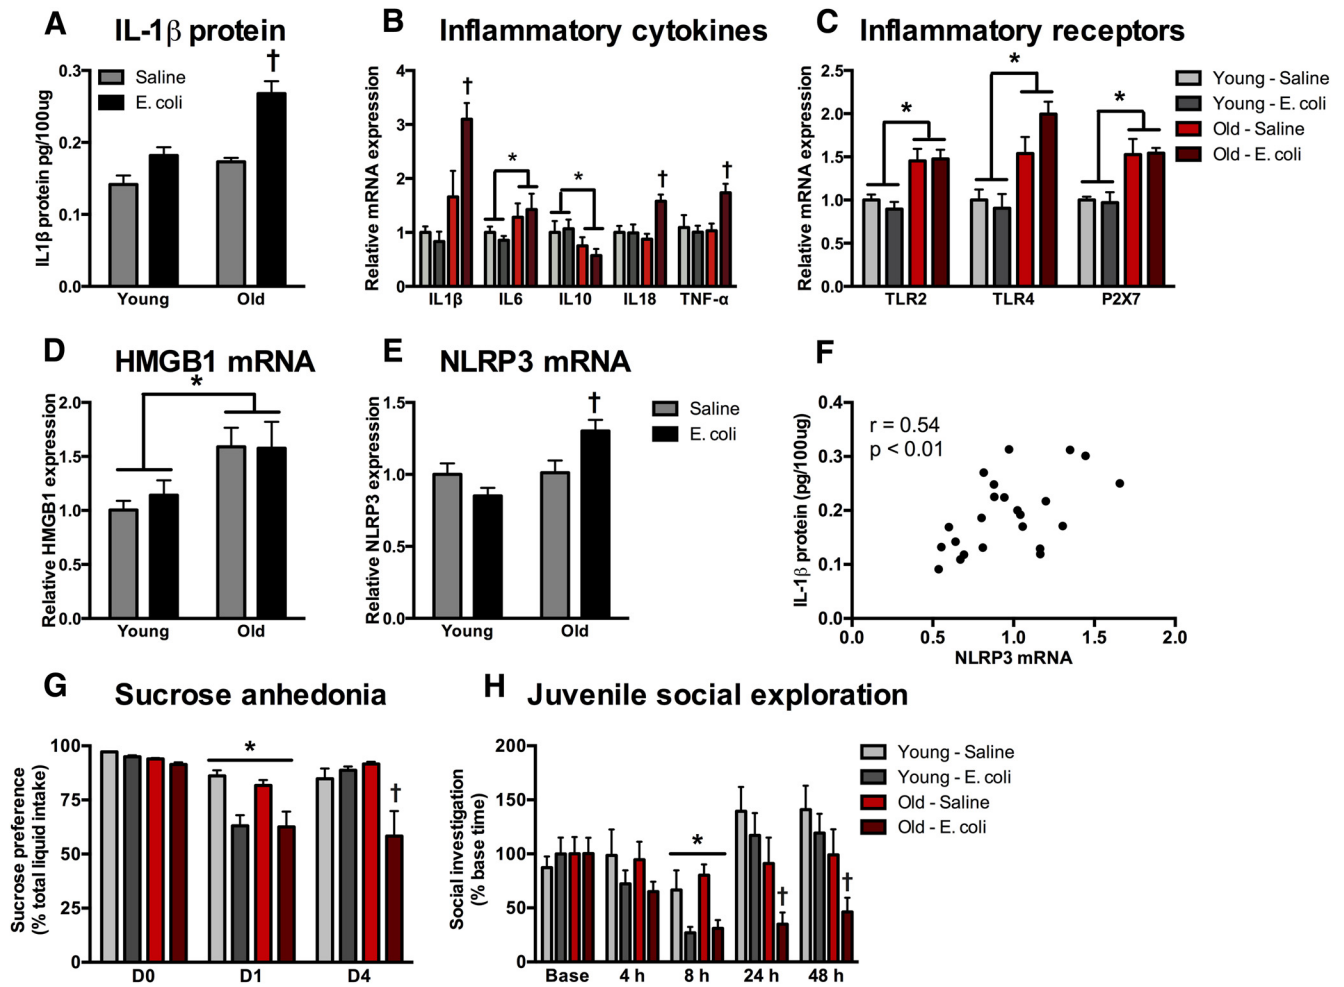 A
IL-1β protein
IL1β protein pg/100ug
0.3
0.2
0.1
0.0
Saline
E. coli
†
Young
Old
B
Inflammatory cytokines
Relative mRNA expression
4
3
2
1
0
†
*
*
†
†
IL1β
IL6
IL10
IL18
TNF-α
C
Inflammatory receptors
Relative mRNA expression
2.5
2.0
1.5
1.0
0.5
0.0
*
*
*
TLR2
TLR4
P2X7
Young - Saline
Young - E. coli
Old - Saline
Old - E. coli
D
HMGB1 mRNA
Relative HMGB1 expression
2.0
1.5
1.0
0.5
0.0
*
Young
Old
E
NLRP3 mRNA
Relative NLRP3 expression
1.5
1.0
0.5
0.0
†
Young
Old
Saline
E. coli
F
IL-1β protein (pg/100ug)
0.4
0.3
0.2
0.1
0.0
r = 0.54
p < 0.01
0.0
0.5
1.0
1.5
2.0
NLRP3 mRNA
G
Sucrose anhedonia
Sucrose preference
(% total liquid intake)
100
75
50
25
0
*
†
D0
D1
D4
H
Juvenile social exploration
Social investigation
(% base time)
200
150
100
50
0
*
†
†
Base
4 h
8 h
24 h
48 h
Young - Saline
Young - E. coli
Old - Saline
Old - E. coli